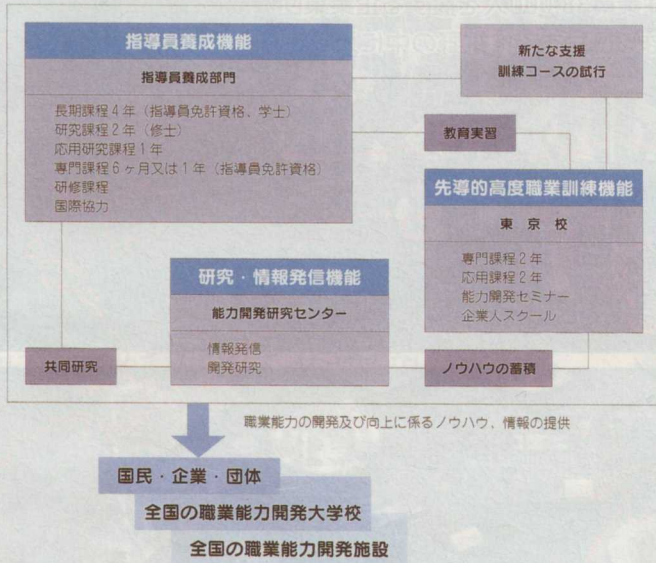 指導員養成機能
指導員養成部門
長期課程4年（指導員免許資格、学士）
研究課程2年（修士）
応用研究課程1年
専門課程6ヶ月又は1年（指導員免許資格）
研修課程
国際協力
新たな支援
訓練コースの試行
教育実習
先導的高度職業訓練機能
東京校
専門課程2年
応用課程2年
能力開発セミナー
企業人スクール
研究・情報発信機能
能力開発研究センター
情報発信
開発研究
共同研究
ノウハウの蓄積
職業能力の開発及び向上に係るノウハウ、情報の提供
国民・企業・団体
全国の職業能力開発大学校
全国の職業能力開発施設